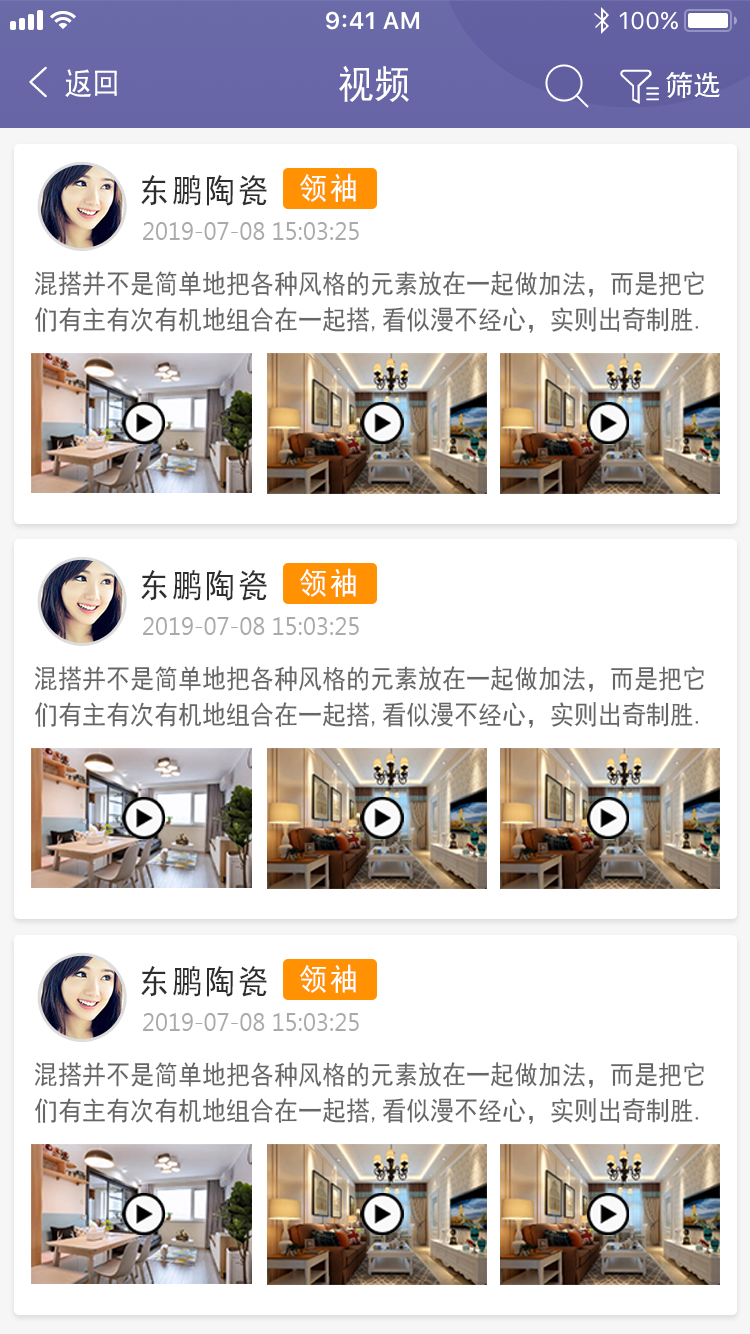 9:41 AM 100%
返回 视频 筛选
东鹏陶瓷 领袖
2019-07-08 15:03:25
混搭并不是简单地把各种风格的元素放在一起做加法，而是把它
们有主有次有机地组合在一起搭,看似漫不经心，实则出奇制胜.
东鹏陶瓷 领袖
2019-07-08 15:03:25
混搭并不是简单地把各种风格的元素放在一起做加法，而是把它
们有主有次有机地组合在一起搭,看似漫不经心，实则出奇制胜.
东鹏陶瓷 领袖
2019-07-08 15:03:25
混搭并不是简单地把各种风格的元素放在一起做加法，而是把它
们有主有次有机地组合在一起搭,看似漫不经心，实则出奇制胜.